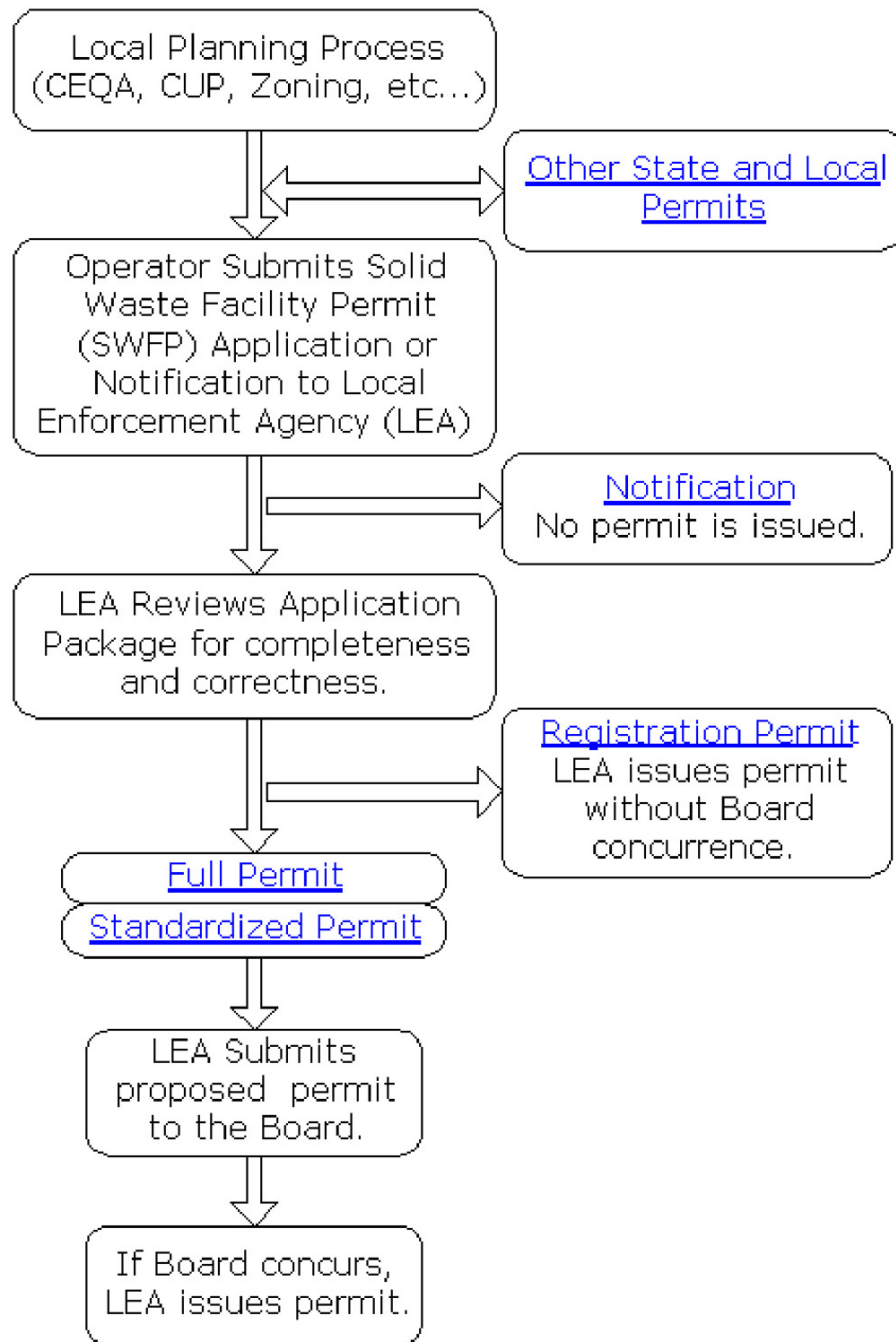 Local Planning Process
(CEQA, CUP, Zoning, etc...)
Other State and Local
Permits
Operator Submits Solid
Waste Facility Permit
(SWFP) Application or
Notification to Local
Enforcement Agency (LEA)
Notification
No permit is issued.
LEA Reviews Application
Package for completeness
and correctness.
Registration Permit
LEA issues permit
without Board
concurrence.
Full Permit
Standardized Permit
LEA Submits
proposed permit
to the Board.
If Board concurs,
LEA issues permit.